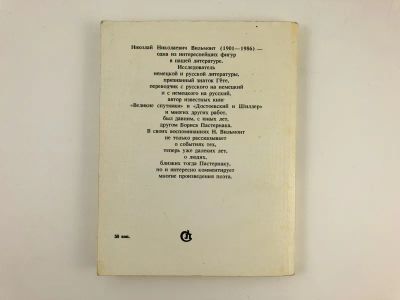 Николай Николаевич Вильмонт (1901—1986) —
одна из интереснейших фигур
в нашей литературе.
Исследователь
немецкой и русской литературы,
признанный знаток Гёте,
переводчик с русского на немецкий
и с немецкого на русский,
автор известных книг
«Великие спутники» и «Достоевский и Шиллер»
и многих других работ,
был давним, с юных лет,
другом Бориса Пастернака.
В своих воспоминаниях Н. Вильмонт
не только рассказывает
о событиях тех,
теперь уже далеких лет,
о людях,
близких тогда Пастернаку,
но и интересно комментирует
многие произведения поэта.
50 коп.